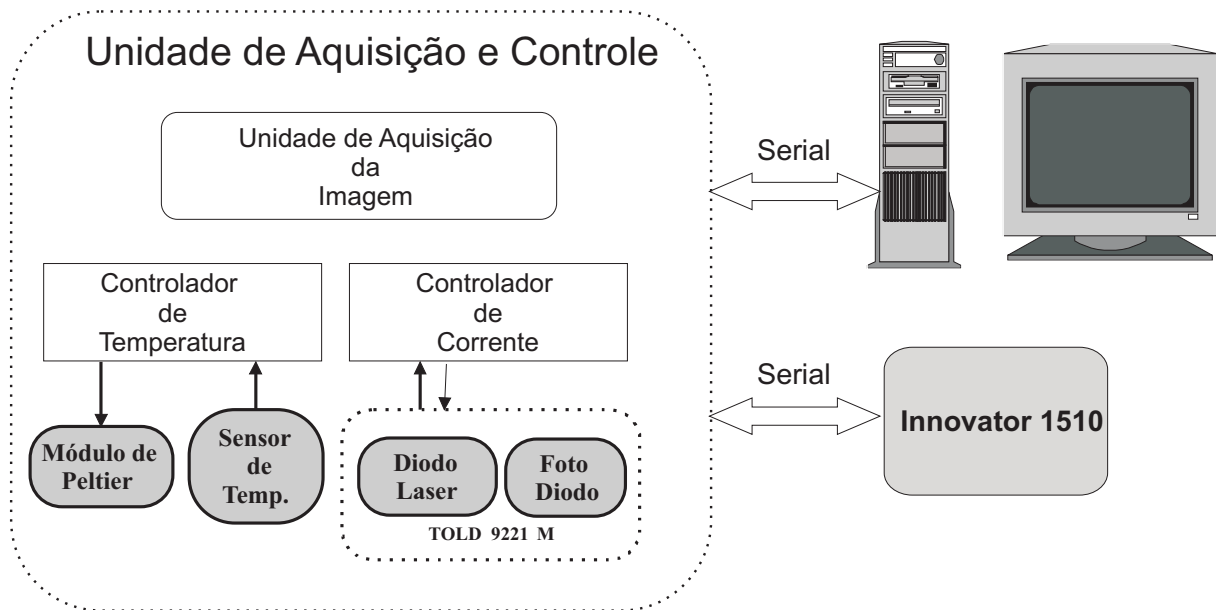 Unidade de Aquisição e Controle
Unidade de Aquisição
da
Imagem
Controlador
de
Temperatura
Controlador
de
Corrente
Módulo de
Peltier
Sensor
de
Temp.
Diodo
Laser
Foto
Diodo
TOLD 9221 M
Serial
Serial
Innovator 1510